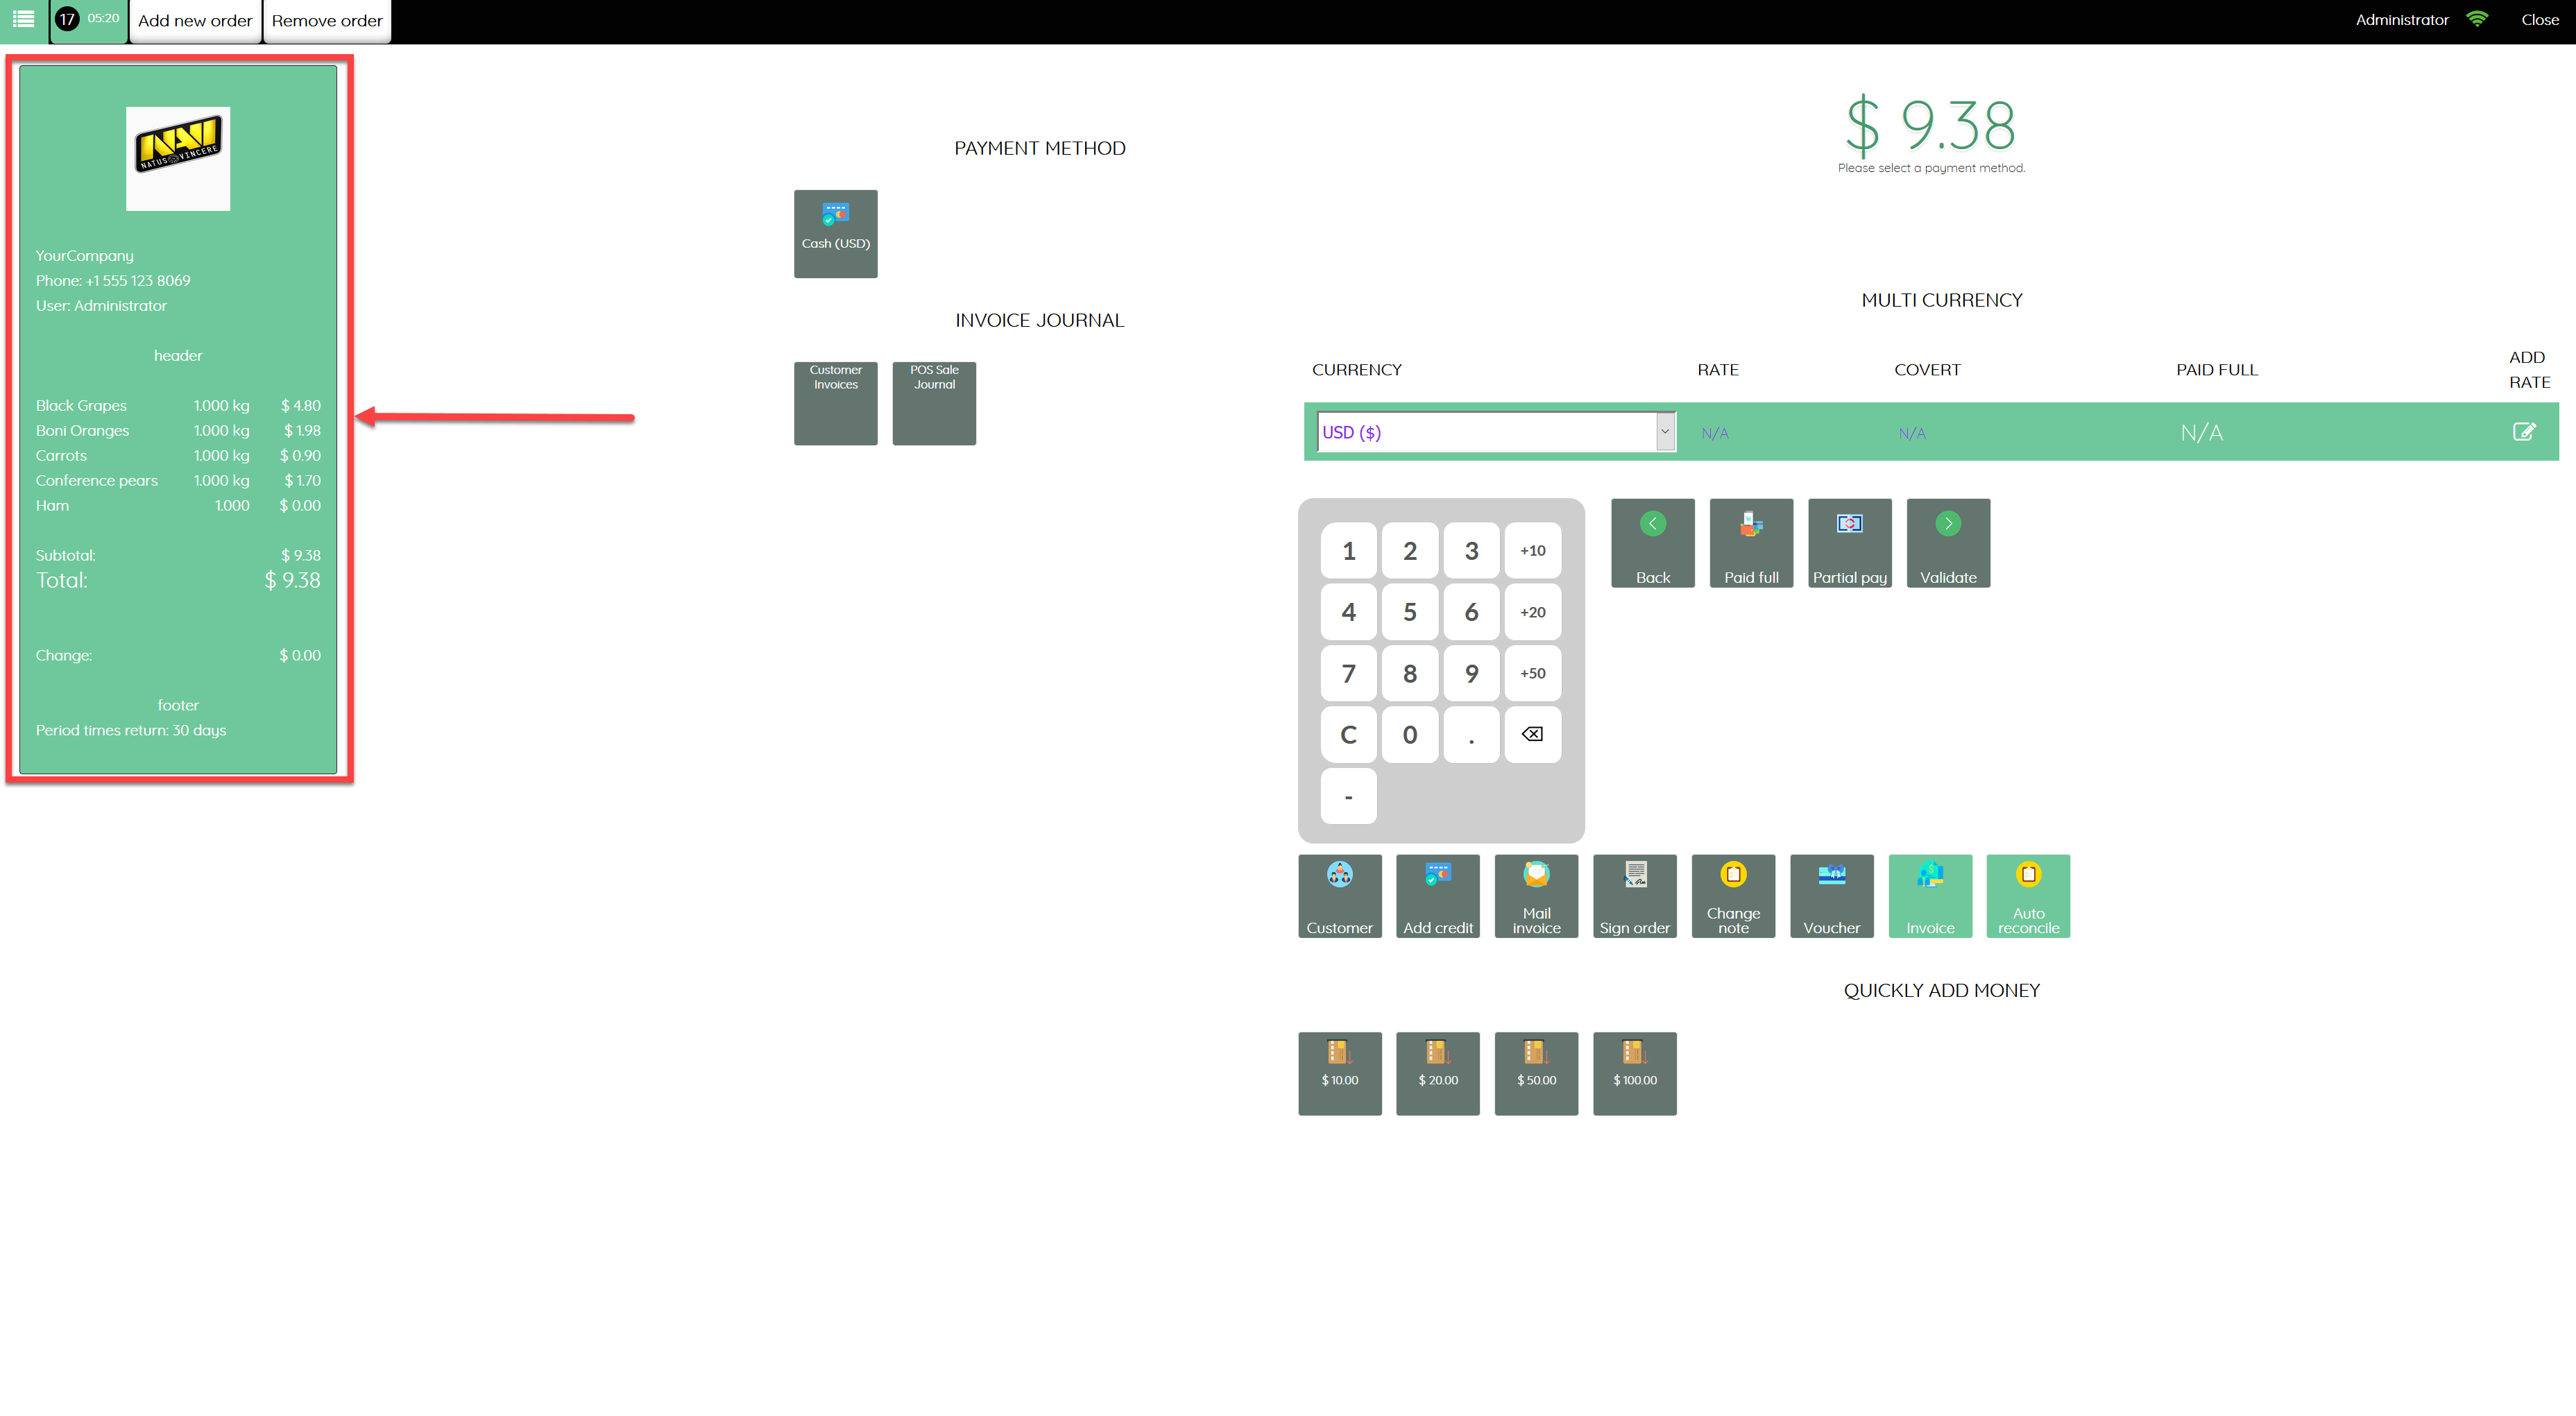 17 05:20 Add new order Remove order Administrator Close
NAVI
NATUS VINCERE
YourCompany
Phone: +1 555 123 8069
User: Administrator
header
Black Grapes 1.000 kg $ 4.80
Boni Oranges 1.000 kg $ 1.98
Carrots 1.000 kg $ 0.90
Conference pears 1.000 kg $ 1.70
Ham 1.000 $ 0.00
Subtotal: $ 9.38
Total: $ 9.38
Change: $ 0.00
footer
Period times return: 30 days
PAYMENT METHOD
Cash (USD)
INVOICE JOURNAL
Customer
Invoices
POS Sale
Journal
$ 9.38
Please select a payment method.
MULTI CURRENCY
CURRENCY RATE COVERT PAID FULL ADD
RATE
USD ($) N/A N/A N/A
1 2 3 +10
4 5 6 +20
7 8 9 +50
C 0 .
-
Back Paid full Partial pay Validate
Customer
Add credit
Mail
invoice
Sign order
Change
note
Voucher
Invoice
Auto
reconcile
QUICKLY ADD MONEY
$ 10.00 $ 20.00 $ 50.00 $ 100.00